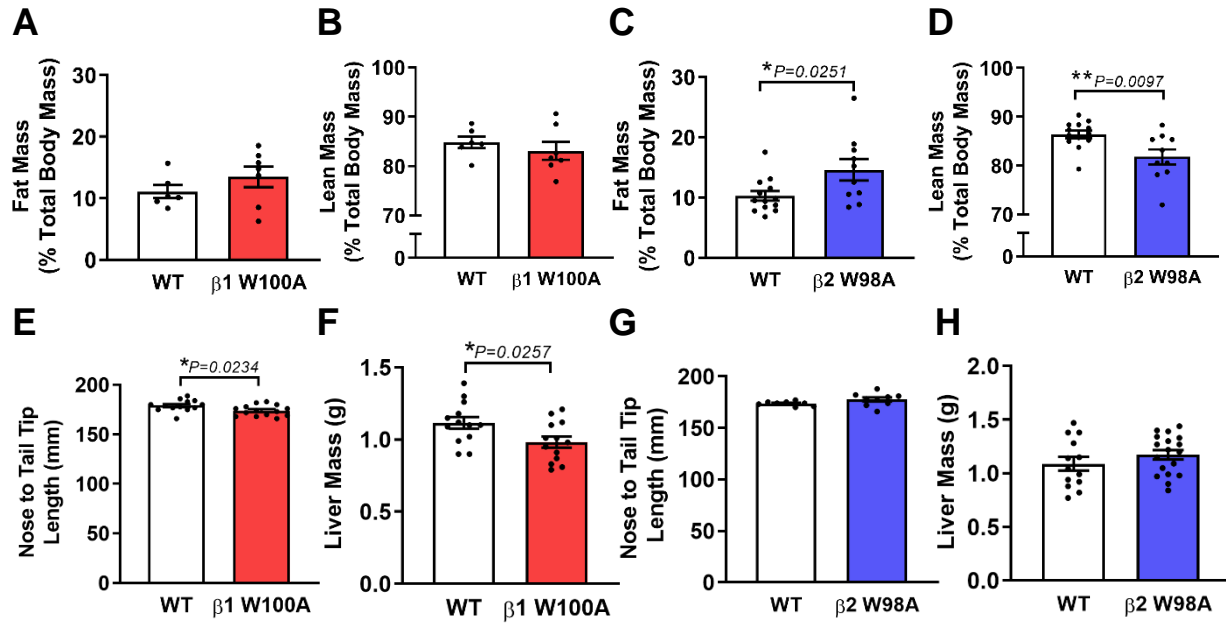 A
Fat Mass
(% Total Body Mass)
30
20
10
0
WT
β1 W100A
B
Lean Mass
(% Total Body Mass)
100
90
80
70
0
WT
β1 W100A
C
Fat Mass
(% Total Body Mass)
30
20
10
0
*P=0.0251
WT
β2 W98A
D
Lean Mass
(% Total Body Mass)
100
90
80
70
0
**P=0.0097
WT
β2 W98A
E
Nose to Tail Tip
Length (mm)
200
150
100
50
0
*P=0.0234
WT
β1 W100A
F
Liver Mass (g)
1.5
1.0
0.5
0.0
*P=0.0257
WT
β1 W100A
G
Nose to Tail Tip
Length (mm)
200
150
100
50
0
WT
β2 W98A
H
Liver Mass (g)
2.0
1.5
1.0
0.5
0.0
WT
β2 W98A